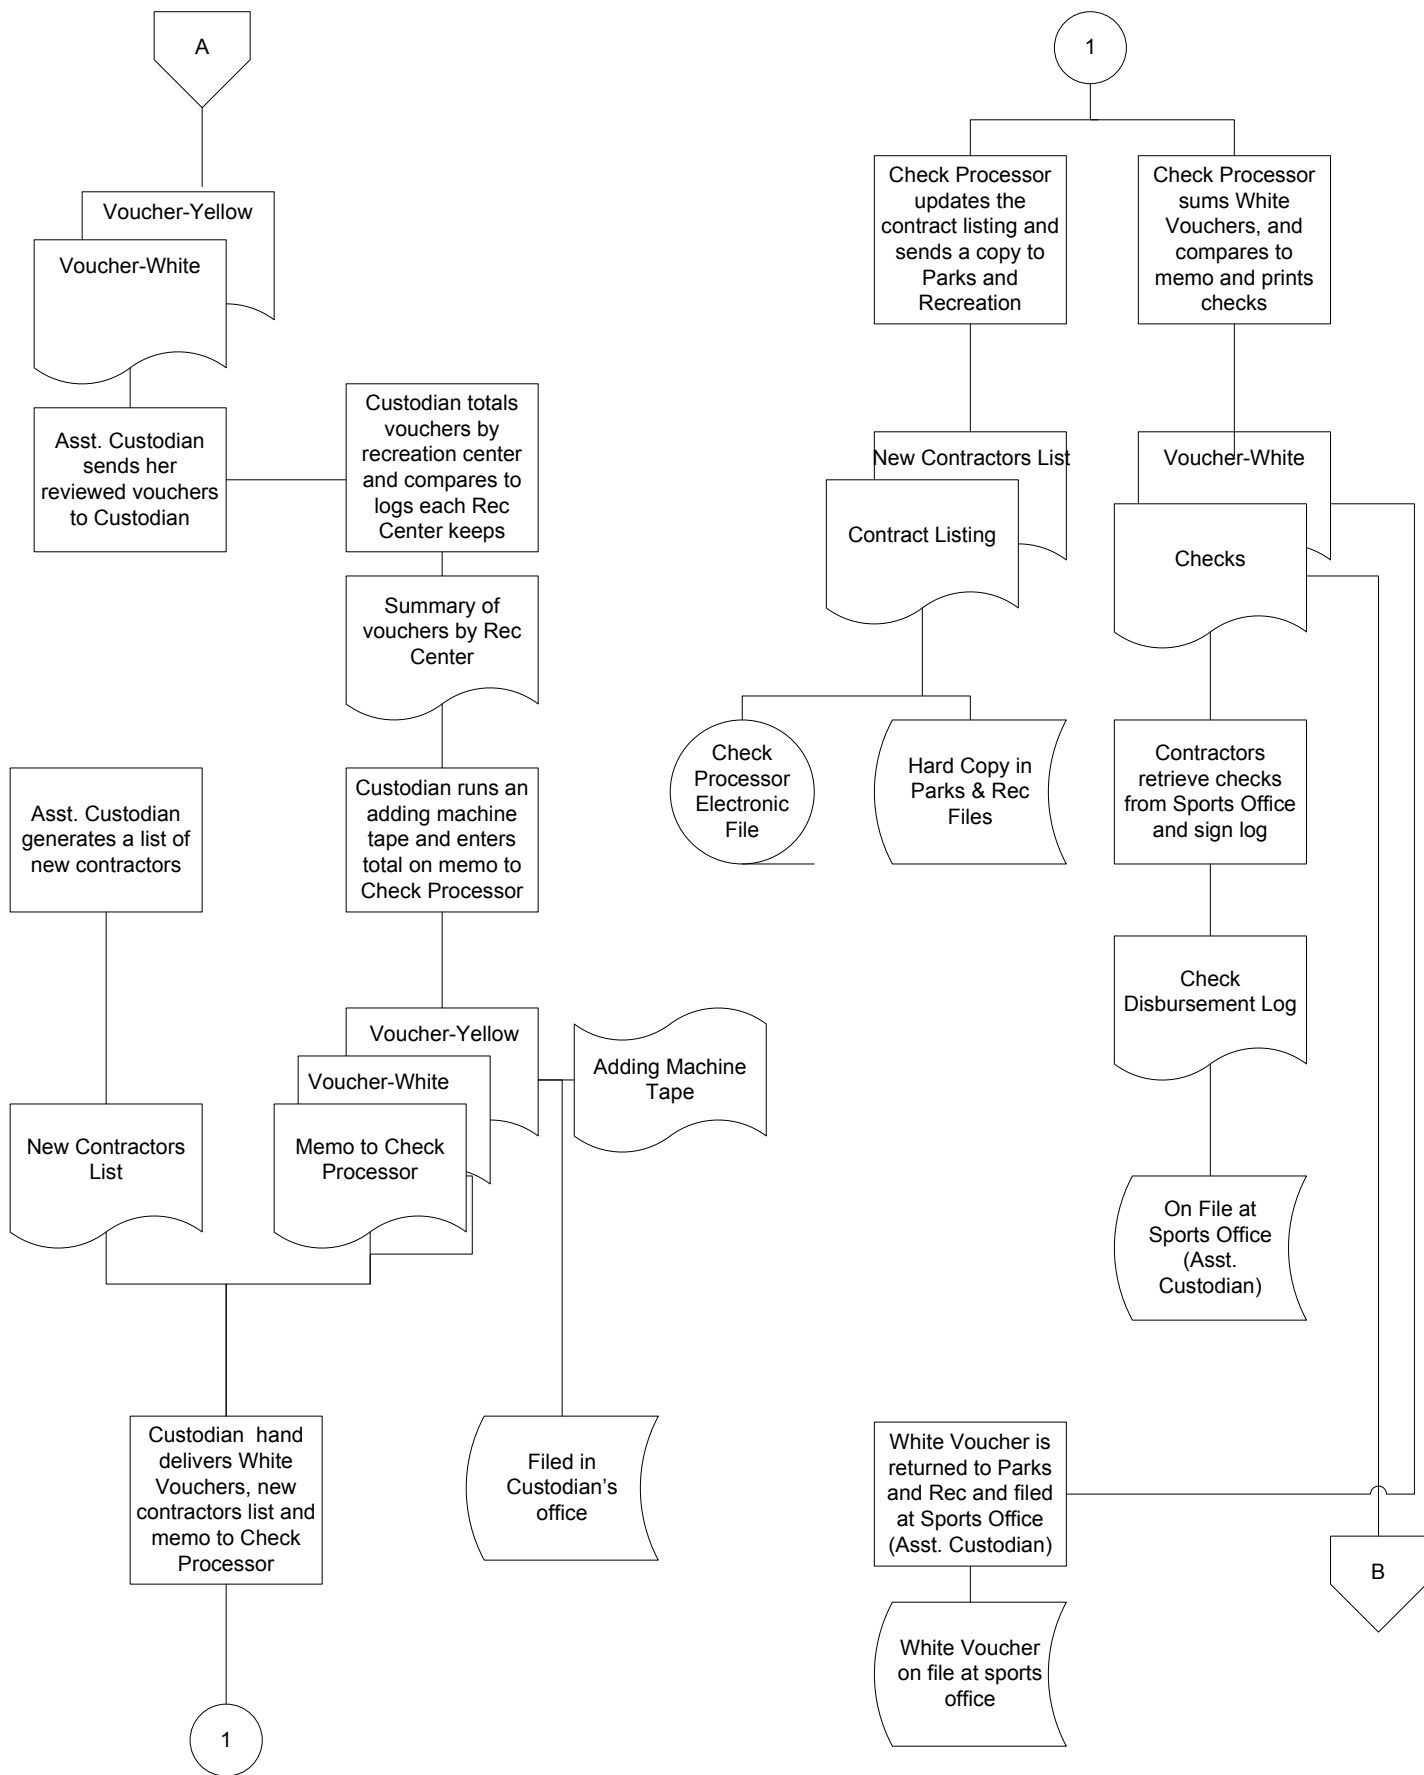 A
Voucher-Yellow
Voucher-White
Asst. Custodian
sends her
reviewed vouchers
to Custodian
Custodian totals
vouchers by
recreation center
and compares to
logs each Rec
Center keeps
Summary of
vouchers by Rec
Center
Asst. Custodian
generates a list of
new contractors
Custodian runs an
adding machine
tape and enters
total on memo to
Check Processor
Voucher-Yellow
Voucher-White
Memo to Check
Processor
Adding Machine
Tape
New Contractors
List
Custodian  hand
delivers White
Vouchers, new
contractors list and
memo to Check
Processor
Filed in
Custodian’s
office
1
1
Check Processor
updates the
contract listing and
sends a copy to
Parks and
Recreation
Check Processor
sums White
Vouchers, and
compares to
memo and prints
checks
New Contractors List
Contract Listing
Voucher-White
Checks
Check
Processor
Electronic
File
Hard Copy in
Parks & Rec
Files
Contractors
retrieve checks
from Sports Office
and sign log
Check
Disbursement Log
On File at
Sports Office
(Asst.
Custodian)
White Voucher is
returned to Parks
and Rec and filed
at Sports Office
(Asst. Custodian)
White Voucher
on file at sports
office
B